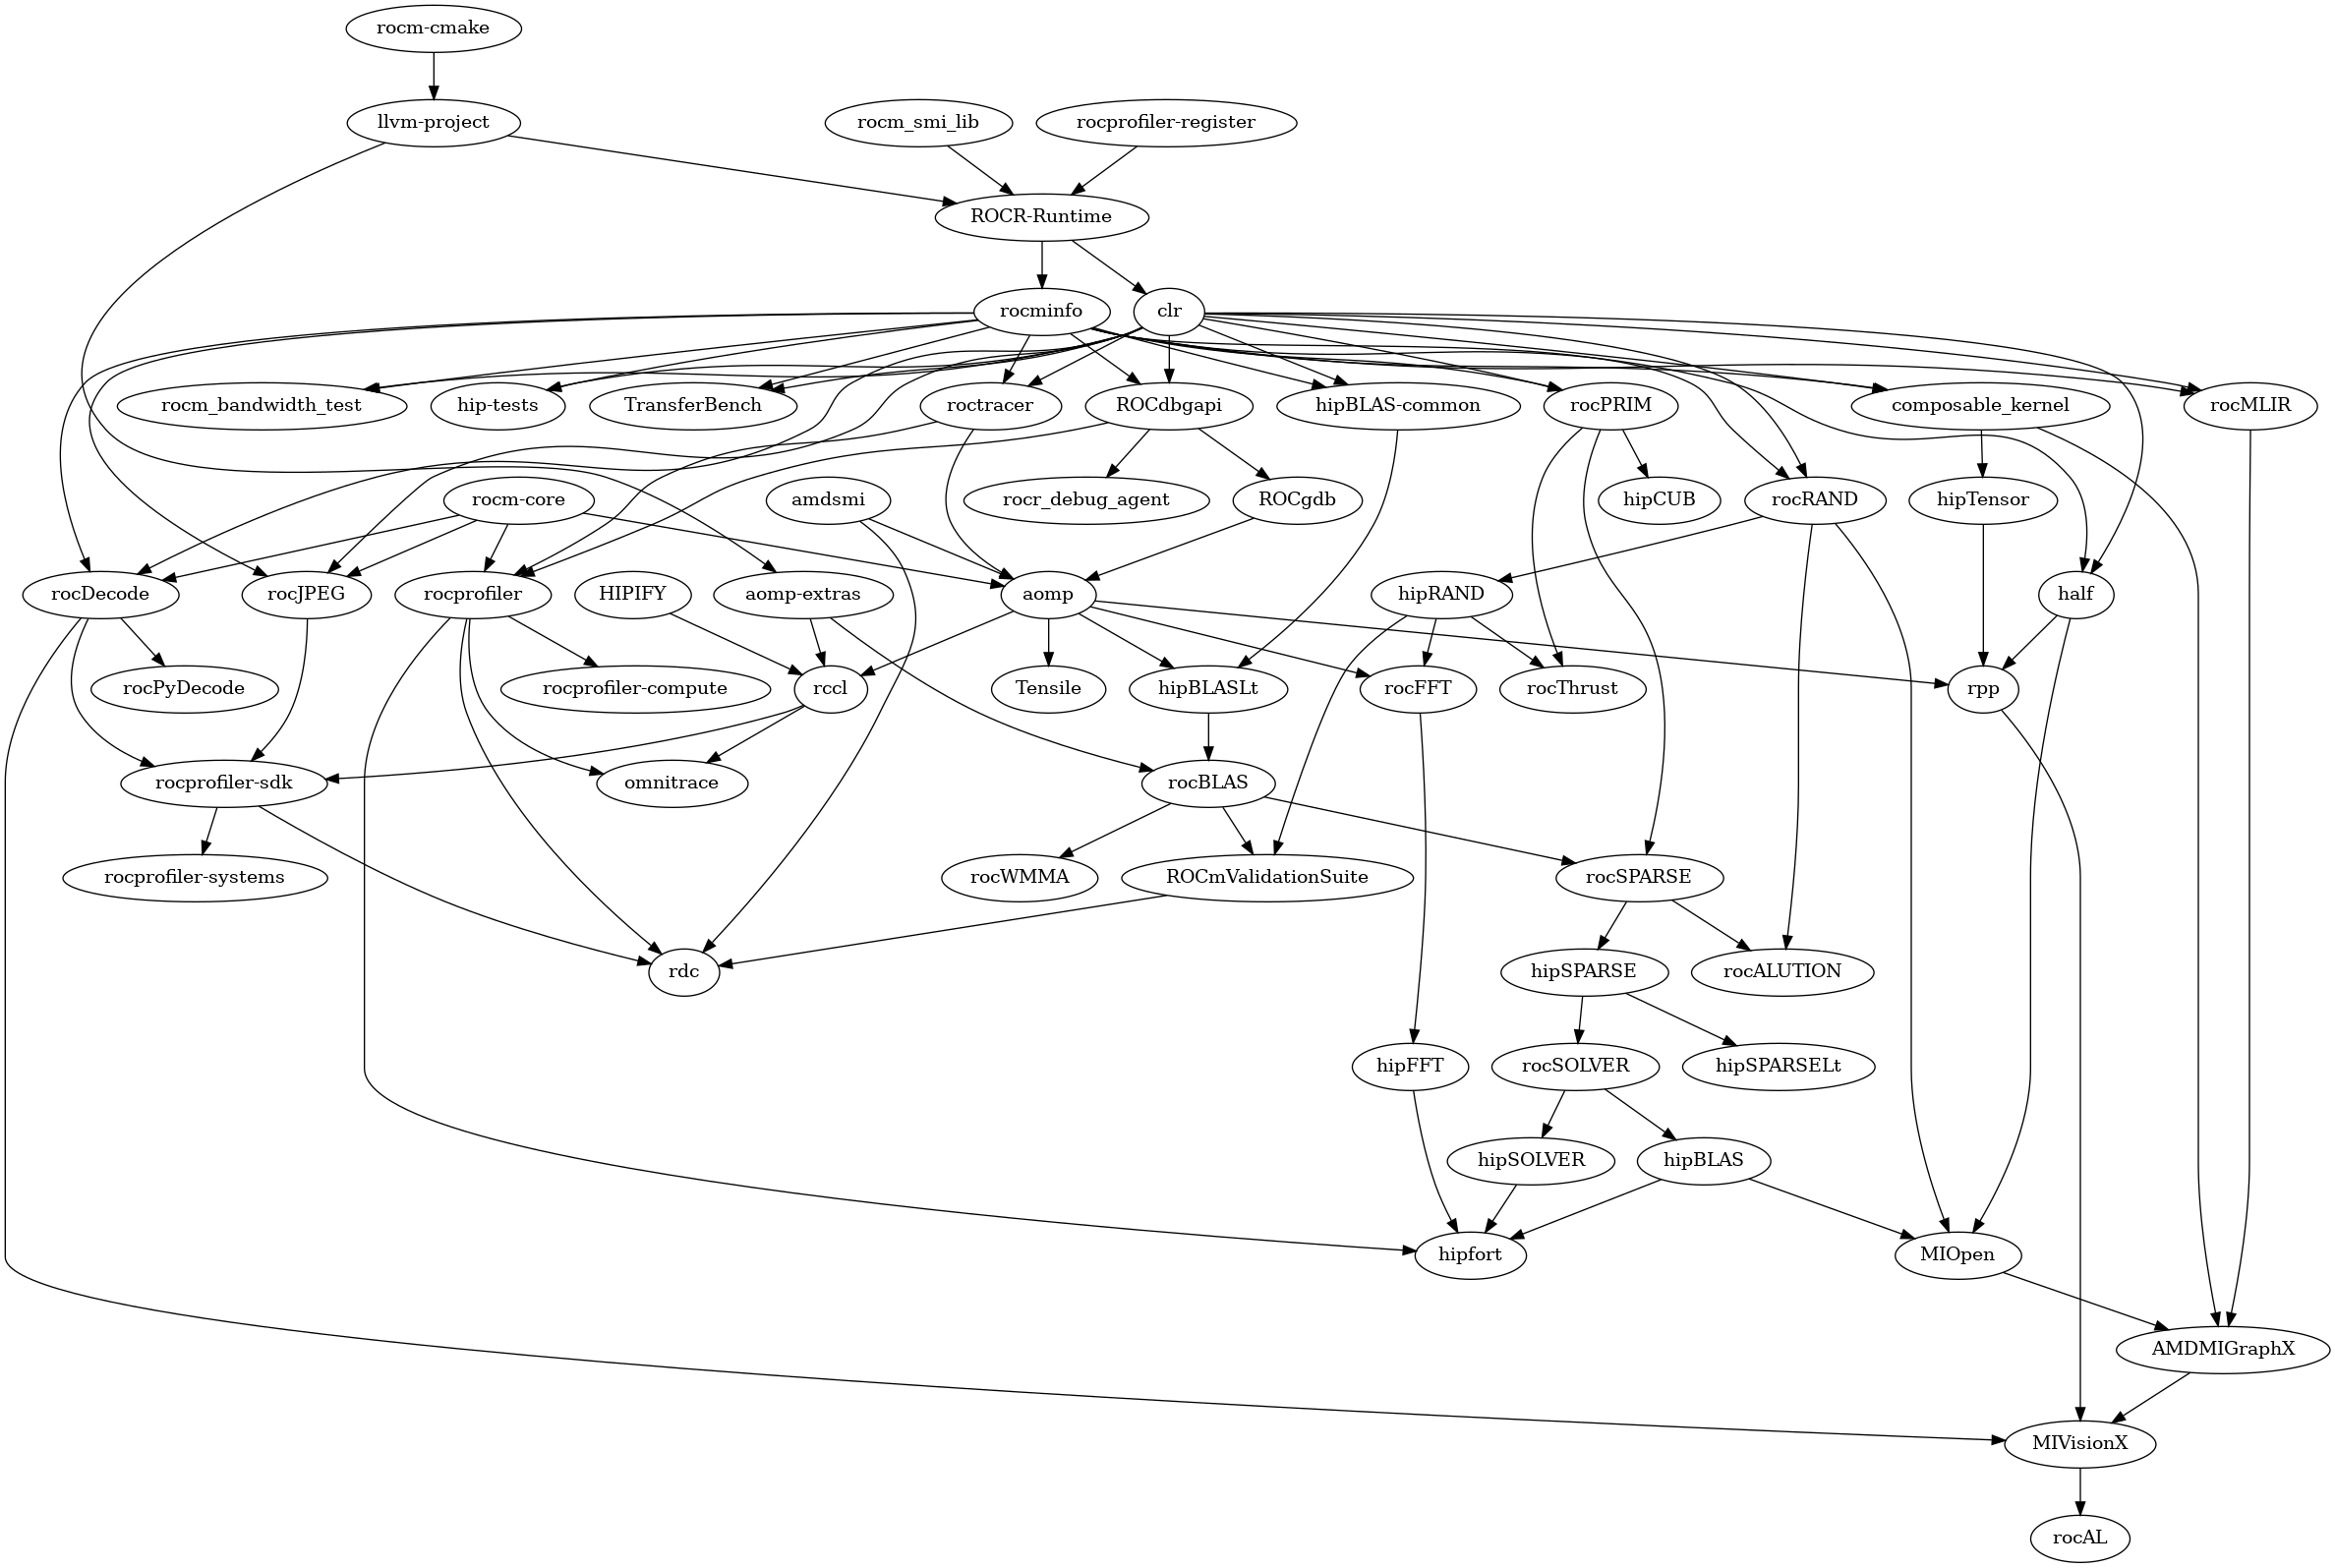 rocm-cmake
llvm-project
rocm_smi_lib
rocprofiler-register
ROCR-Runtime
rocminfo
clr
rocm_bandwidth_test
hip-tests
TransferBench
roctracer
ROCdbgapi
hipBLAS-common
rocPRIM
composable_kernel
rocMLIR
rocm-core
amdsmi
rocr_debug_agent
ROCgdb
hipCUB
rocRAND
hipTensor
rocDecode
rocJPEG
rocprofiler
HIPIFY
aomp-extras
aomp
hipRAND
half
rocPyDecode
rocprofiler-compute
rccl
Tensile
hipBLASLt
rocFFT
rocThrust
rpp
rocprofiler-sdk
omnitrace
rocBLAS
rocprofiler-systems
rocWMMA
ROCmValidationSuite
rocSPARSE
rdc
hipSPARSE
rocALUTION
hipFFT
rocSOLVER
hipSPARSELt
hipSOLVER
hipBLAS
hipfort
MIOpen
AMDMIGraphX
MIVisionX
rocAL